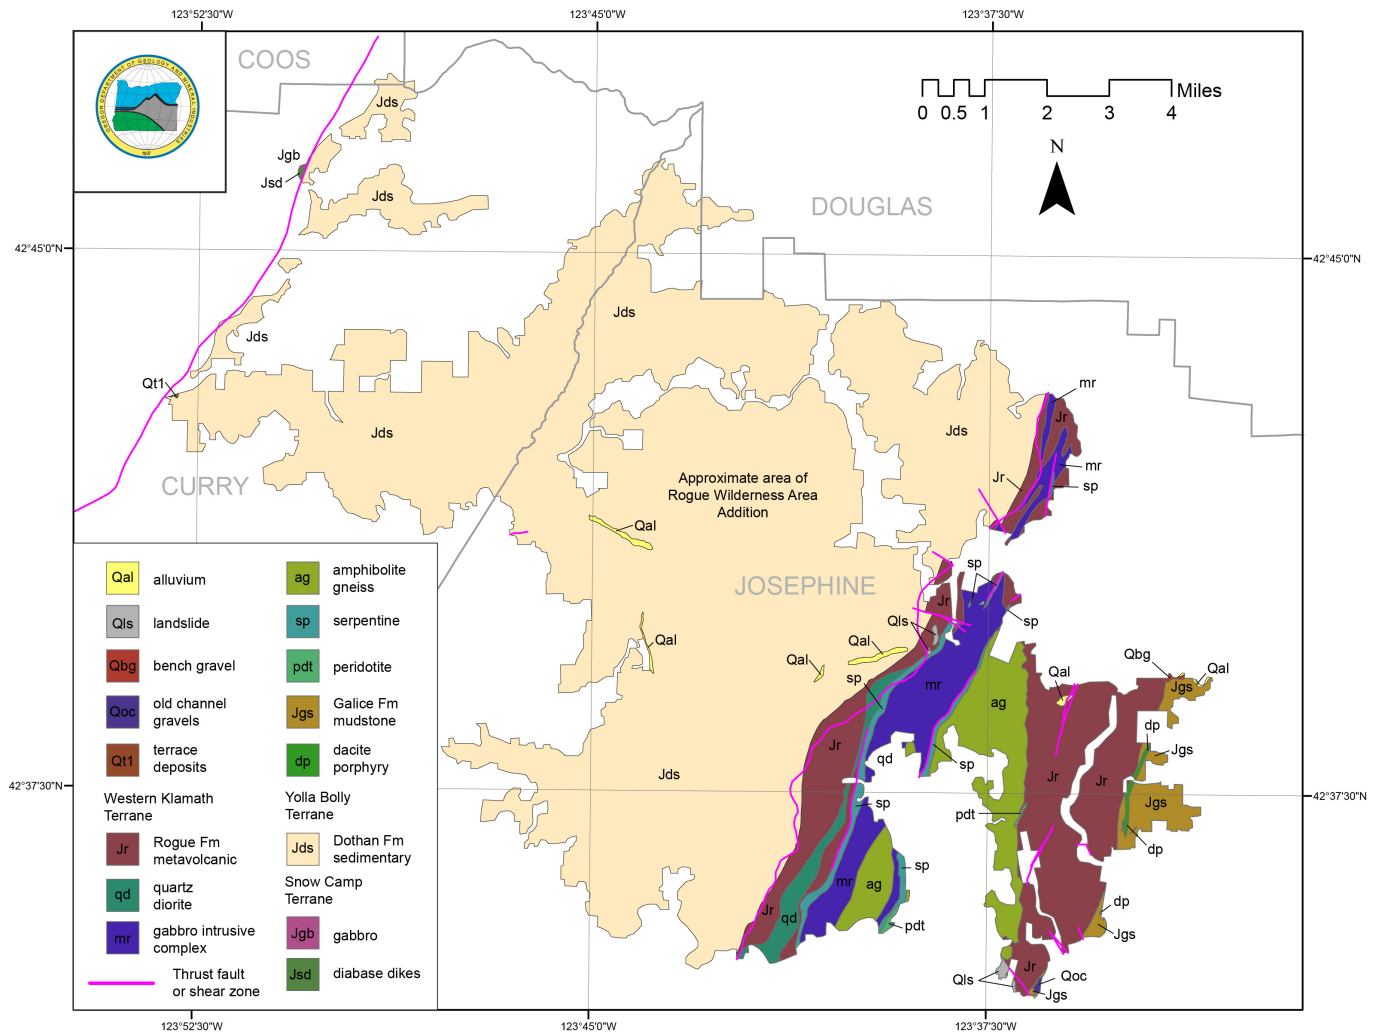 123°52'30"W
123°45'0"W
123°37'30"W
COOS
OREGON DEPARTMENT OF GEOLOGY AND MINERAL INDUSTRIES
1937
Miles
0 0.5 1 2 3 4
N
Jds
Jgb
Jsd
Jds
DOUGLAS
42°45'0"N
42°45'0"N
Jds
Jds
Qt1
mr
Jr
Jds
Jds
CURRY
mr
Jr
sp
Approximate area of
Rogue Wilderness Area
Addition
Qal
sp
JOSEPHINE
Jr
Qls
sp
Qal
Qal
Qal
Qbg
Qal
Qal
sp
mr
Jgs
ag
dp
Jr
Jgs
qd
sp
Jds
Jr
Jr
42°37'30"N
42°37'30"N
sp
Jgs
pdt
dp
sp
mr
ag
dp
Jr
qd
pdt
Jgs
Jr
Qls
Qoc
Jgs
Qal alluvium
Qls landslide
Qbg bench gravel
Qoc old channel
gravels
Qt1 terrace
deposits
Western Klamath
Terrane
Jr Rogue Fm
metavolcanic
qd quartz
diorite
mr gabbro intrusive
complex
Thrust fault
or shear zone
ag amphibolite
gneiss
sp serpentine
pdt peridotite
Jgs Galice Fm
mudstone
dp dacite
porphyry
Yolla Bolly
Terrane
Jds Dothan Fm
sedimentary
Snow Camp
Terrane
Jgb gabbro
Jsd diabase dikes
123°52'30"W
123°45'0"W
123°37'30"W